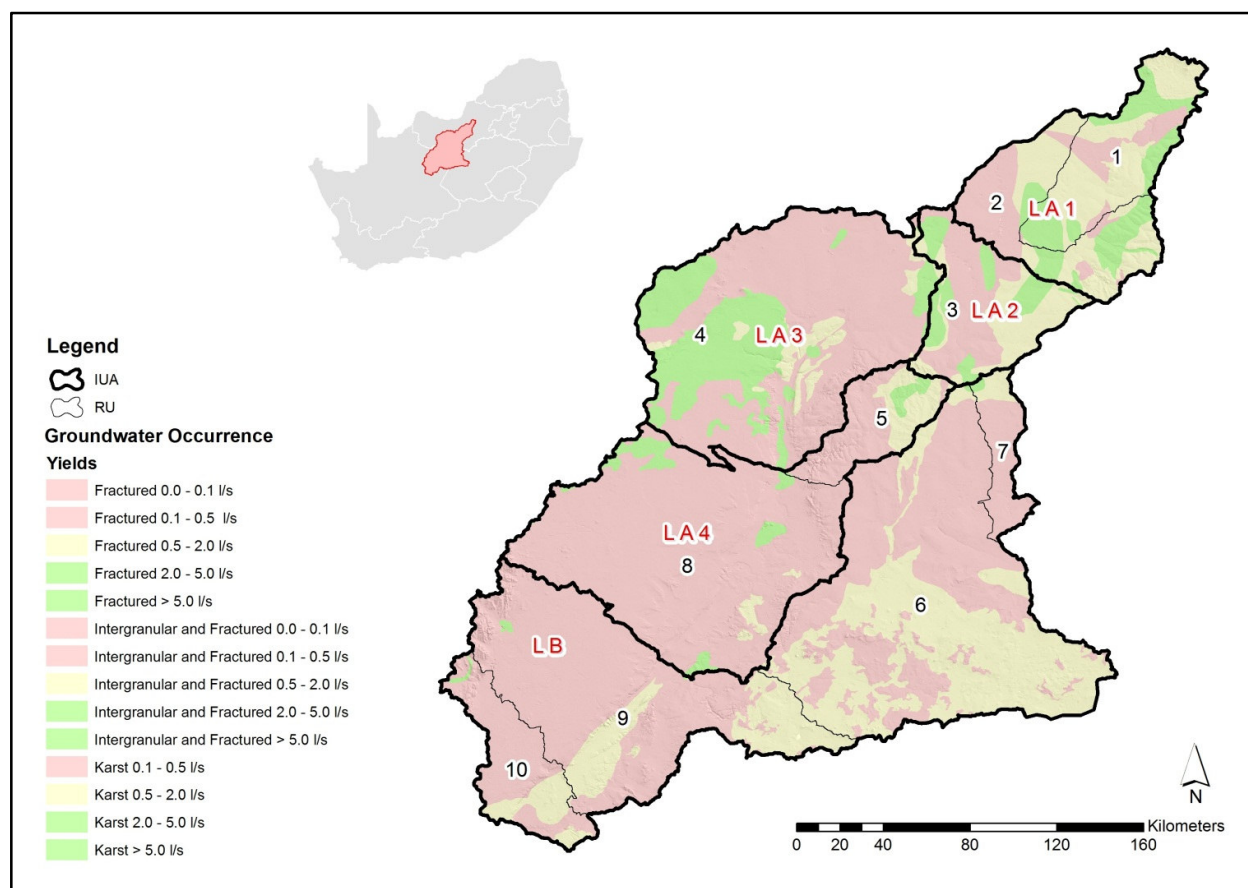 Legend
IUA
RU
Groundwater Occurrence
Yields
Fractured 0.0 - 0.1 l/s
Fractured 0.1 - 0.5 l/s
Fractured 0.5 - 2.0 l/s
Fractured 2.0 - 5.0 l/s
Fractured > 5.0 l/s
Intergranular and Fractured 0.0 - 0.1 l/s
Intergranular and Fractured 0.1 - 0.5 l/s
Intergranular and Fractured 0.5 - 2.0 l/s
Intergranular and Fractured 2.0 - 5.0 l/s
Intergranular and Fractured > 5.0 l/s
Karst 0.1 - 0.5 l/s
Karst 0.5 - 2.0 l/s
Karst 2.0 - 5.0 l/s
Karst > 5.0 l/s
1
2
LA1
3
LA2
4
LA3
5
7
LA4
8
6
LB
9
10
N
Kilometers
0 20 40 80 120 160